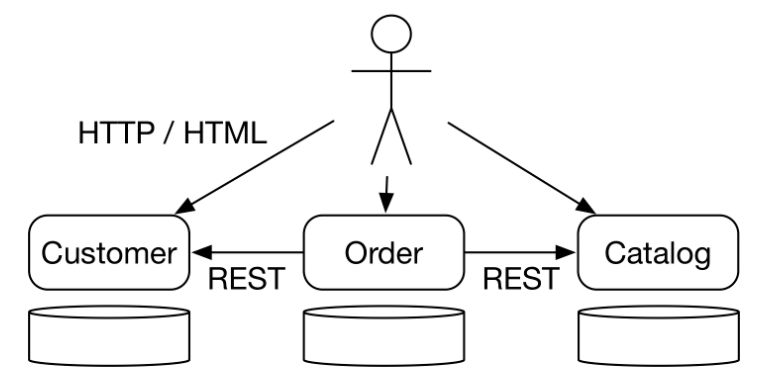 HTTP / HTML
Customer
Order
Catalog
REST
REST